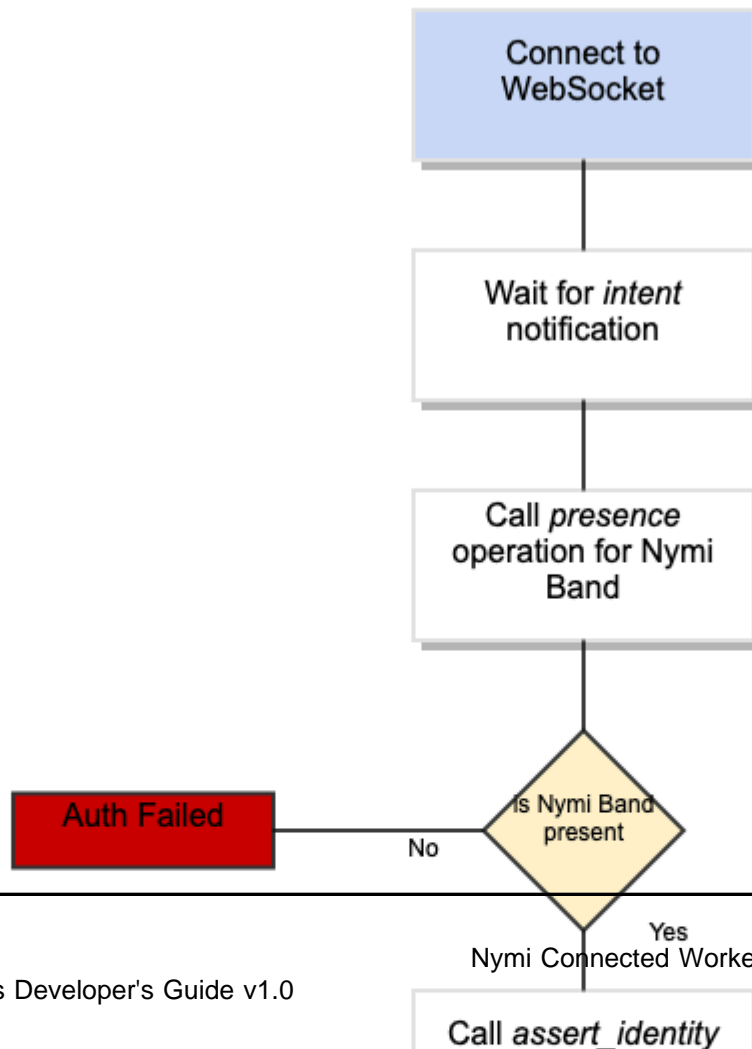 Connect to
WebSocket
Wait for intent
notification
Call presence
operation for Nymi
Band
is Nymi Band
present
Auth Failed
No
Yes
Nymi Connected Worke
s Developer's Guide v1.0
Call assert_identity